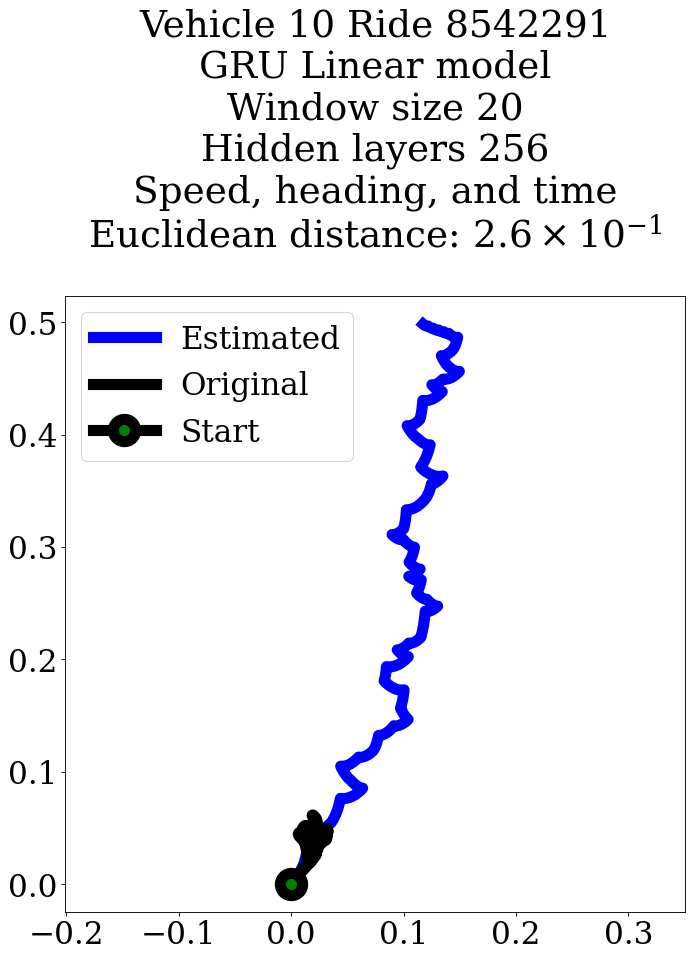 Vehicle 10 Ride 8542291
GRU Linear model
Window size 20
Hidden layers 256
Speed, heading, and time
Euclidean distance: 2.6 × 10⁻¹
Estimated
Original
Start
0.5
0.4
0.3
0.2
0.1
0.0
−0.2 −0.1 0.0 0.1 0.2 0.3